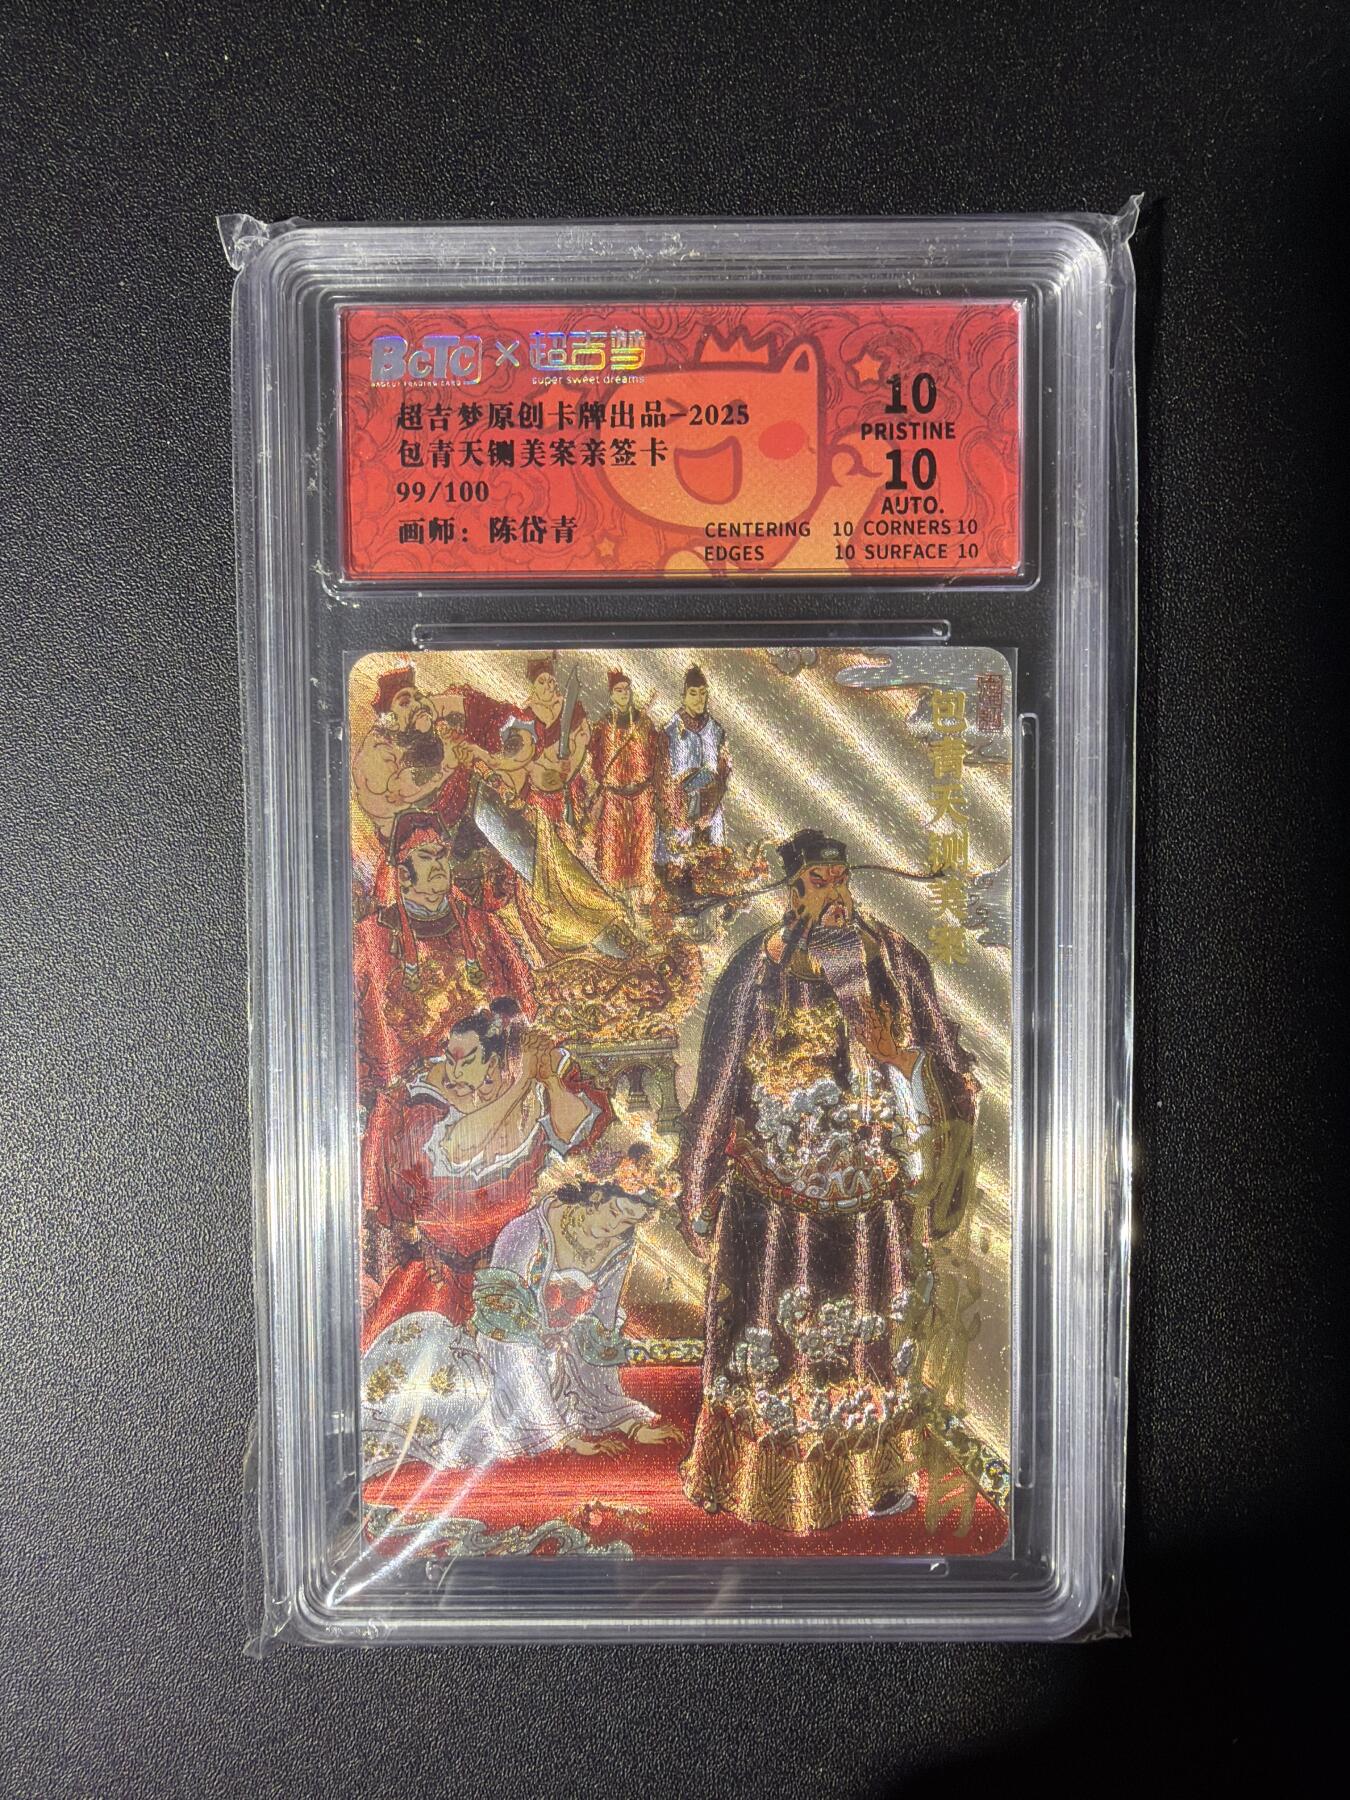 BCTC × 超吉梦
super sweet dreams
超吉梦原创卡牌出品-2025
包青天铡美案亲签卡
99/100
画师：陈岱青
10
PRISTINE
10
AUTO.
CENTERING 10 CORNERS 10
EDGES 10 SURFACE 10
包青天铡美案